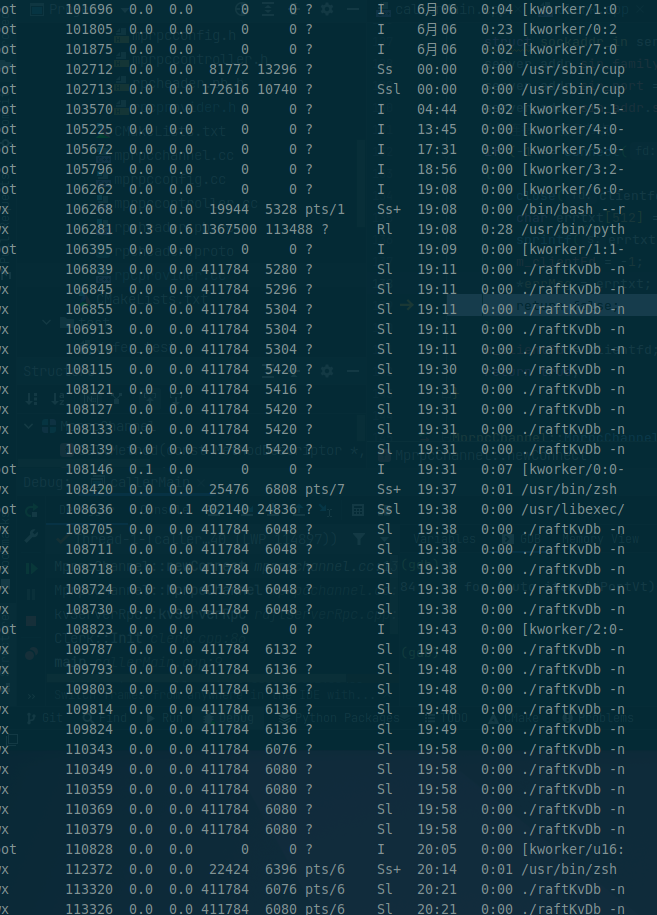 ot 101696 0.0 0.0 0 0 ? I 6月06 0:04 [kworker/1:0
ot 101805 0.0 0.0 0 0 ? I 6月06 0:23 [kworker/0:2
ot 101875 0.0 0.0 0 0 ? I 6月06 0:02 [kworker/7:0
ot 102712 0.0 0.0 81772 13296 ? Ss 00:00 0:00 /usr/sbin/cup
ot 102713 0.0 0.0 172616 10740 ? Ssl 00:00 0:00 /usr/sbin/cup
ot 103570 0.0 0.0 0 0 ? I 04:44 0:02 [kworker/5:1-
ot 105225 0.0 0.0 0 0 ? I 13:45 0:00 [kworker/4:0-
ot 105672 0.0 0.0 0 0 ? I 17:31 0:00 [kworker/5:0-
ot 105796 0.0 0.0 0 0 ? I 18:56 0:00 [kworker/3:2-
ot 106262 0.0 0.0 0 0 ? I 19:08 0:00 [kworker/6:0-
vx 106268 0.0 0.0 19944 5328 pts/1 Ss+ 19:08 0:00 /bin/bash --r
vx 106281 0.3 0.6 1367500 113488 ? Rl 19:08 0:28 /usr/bin/pyth
ot 106395 0.0 0.0 0 0 ? I 19:09 0:00 [kworker/1:1-
vx 106839 0.0 0.0 411784 5280 ? Sl 19:11 0:00 ./raftKvDb -n
vx 106845 0.0 0.0 411784 5296 ? Sl 19:11 0:00 ./raftKvDb -n
vx 106855 0.0 0.0 411784 5304 ? Sl 19:11 0:00 ./raftKvDb -n
vx 106913 0.0 0.0 411784 5304 ? Sl 19:11 0:00 ./raftKvDb -n
vx 106919 0.0 0.0 411784 5304 ? Sl 19:11 0:00 ./raftKvDb -n
vx 108115 0.0 0.0 411784 5420 ? Sl 19:30 0:00 ./raftKvDb -n
vx 108121 0.0 0.0 411784 5416 ? Sl 19:31 0:00 ./raftKvDb -n
vx 108127 0.0 0.0 411784 5420 ? Sl 19:31 0:00 ./raftKvDb -n
vx 108133 0.0 0.0 411784 5420 ? Sl 19:31 0:00 ./raftKvDb -n
vx 108139 0.0 0.0 411784 5420 ? Sl 19:31 0:00 ./raftKvDb -n
ot 108146 0.1 0.0 0 0 ? I 19:31 0:07 [kworker/0:0-
vx 108420 0.0 0.0 25476 6808 pts/7 Ss+ 19:37 0:01 /usr/bin/zsh
ot 108636 0.0 0.1 402140 24836 ? Ssl 19:38 0:00 /usr/libexec/
vx 108705 0.0 0.0 411784 6048 ? Sl 19:38 0:00 ./raftKvDb -n
vx 108711 0.0 0.0 411784 6048 ? Sl 19:38 0:00 ./raftKvDb -n
vx 108718 0.0 0.0 411784 6048 ? Sl 19:38 0:00 ./raftKvDb -n
vx 108724 0.0 0.0 411784 6048 ? Sl 19:38 0:00 ./raftKvDb -n
vx 108730 0.0 0.0 411784 6048 ? Sl 19:38 0:00 ./raftKvDb -n
ot 108823 0.0 0.0 0 0 ? I 19:43 0:00 [kworker/2:0-
vx 109787 0.0 0.0 411784 6132 ? Sl 19:48 0:00 ./raftKvDb -n
vx 109793 0.0 0.0 411784 6136 ? Sl 19:48 0:00 ./raftKvDb -n
vx 109803 0.0 0.0 411784 6136 ? Sl 19:48 0:00 ./raftKvDb -n
vx 109814 0.0 0.0 411784 6136 ? Sl 19:48 0:00 ./raftKvDb -n
vx 109824 0.0 0.0 411784 6136 ? Sl 19:49 0:00 ./raftKvDb -n
vx 110343 0.0 0.0 411784 6076 ? Sl 19:58 0:00 ./raftKvDb -n
vx 110349 0.0 0.0 411784 6080 ? Sl 19:58 0:00 ./raftKvDb -n
vx 110359 0.0 0.0 411784 6080 ? Sl 19:58 0:00 ./raftKvDb -n
vx 110369 0.0 0.0 411784 6080 ? Sl 19:58 0:00 ./raftKvDb -n
vx 110379 0.0 0.0 411784 6080 ? Sl 19:58 0:00 ./raftKvDb -n
ot 110828 0.0 0.0 0 0 ? I 20:05 0:00 [kworker/u16:
vx 112372 0.0 0.0 22424 6396 pts/6 Ss+ 20:14 0:01 /usr/bin/zsh
vx 113320 0.0 0.0 411784 6076 pts/6 Sl 20:21 0:00 ./raftKvDb -n
vx 113326 0.0 0.0 411784 6080 pts/6 Sl 20:21 0:00 ./raftKvDb -n